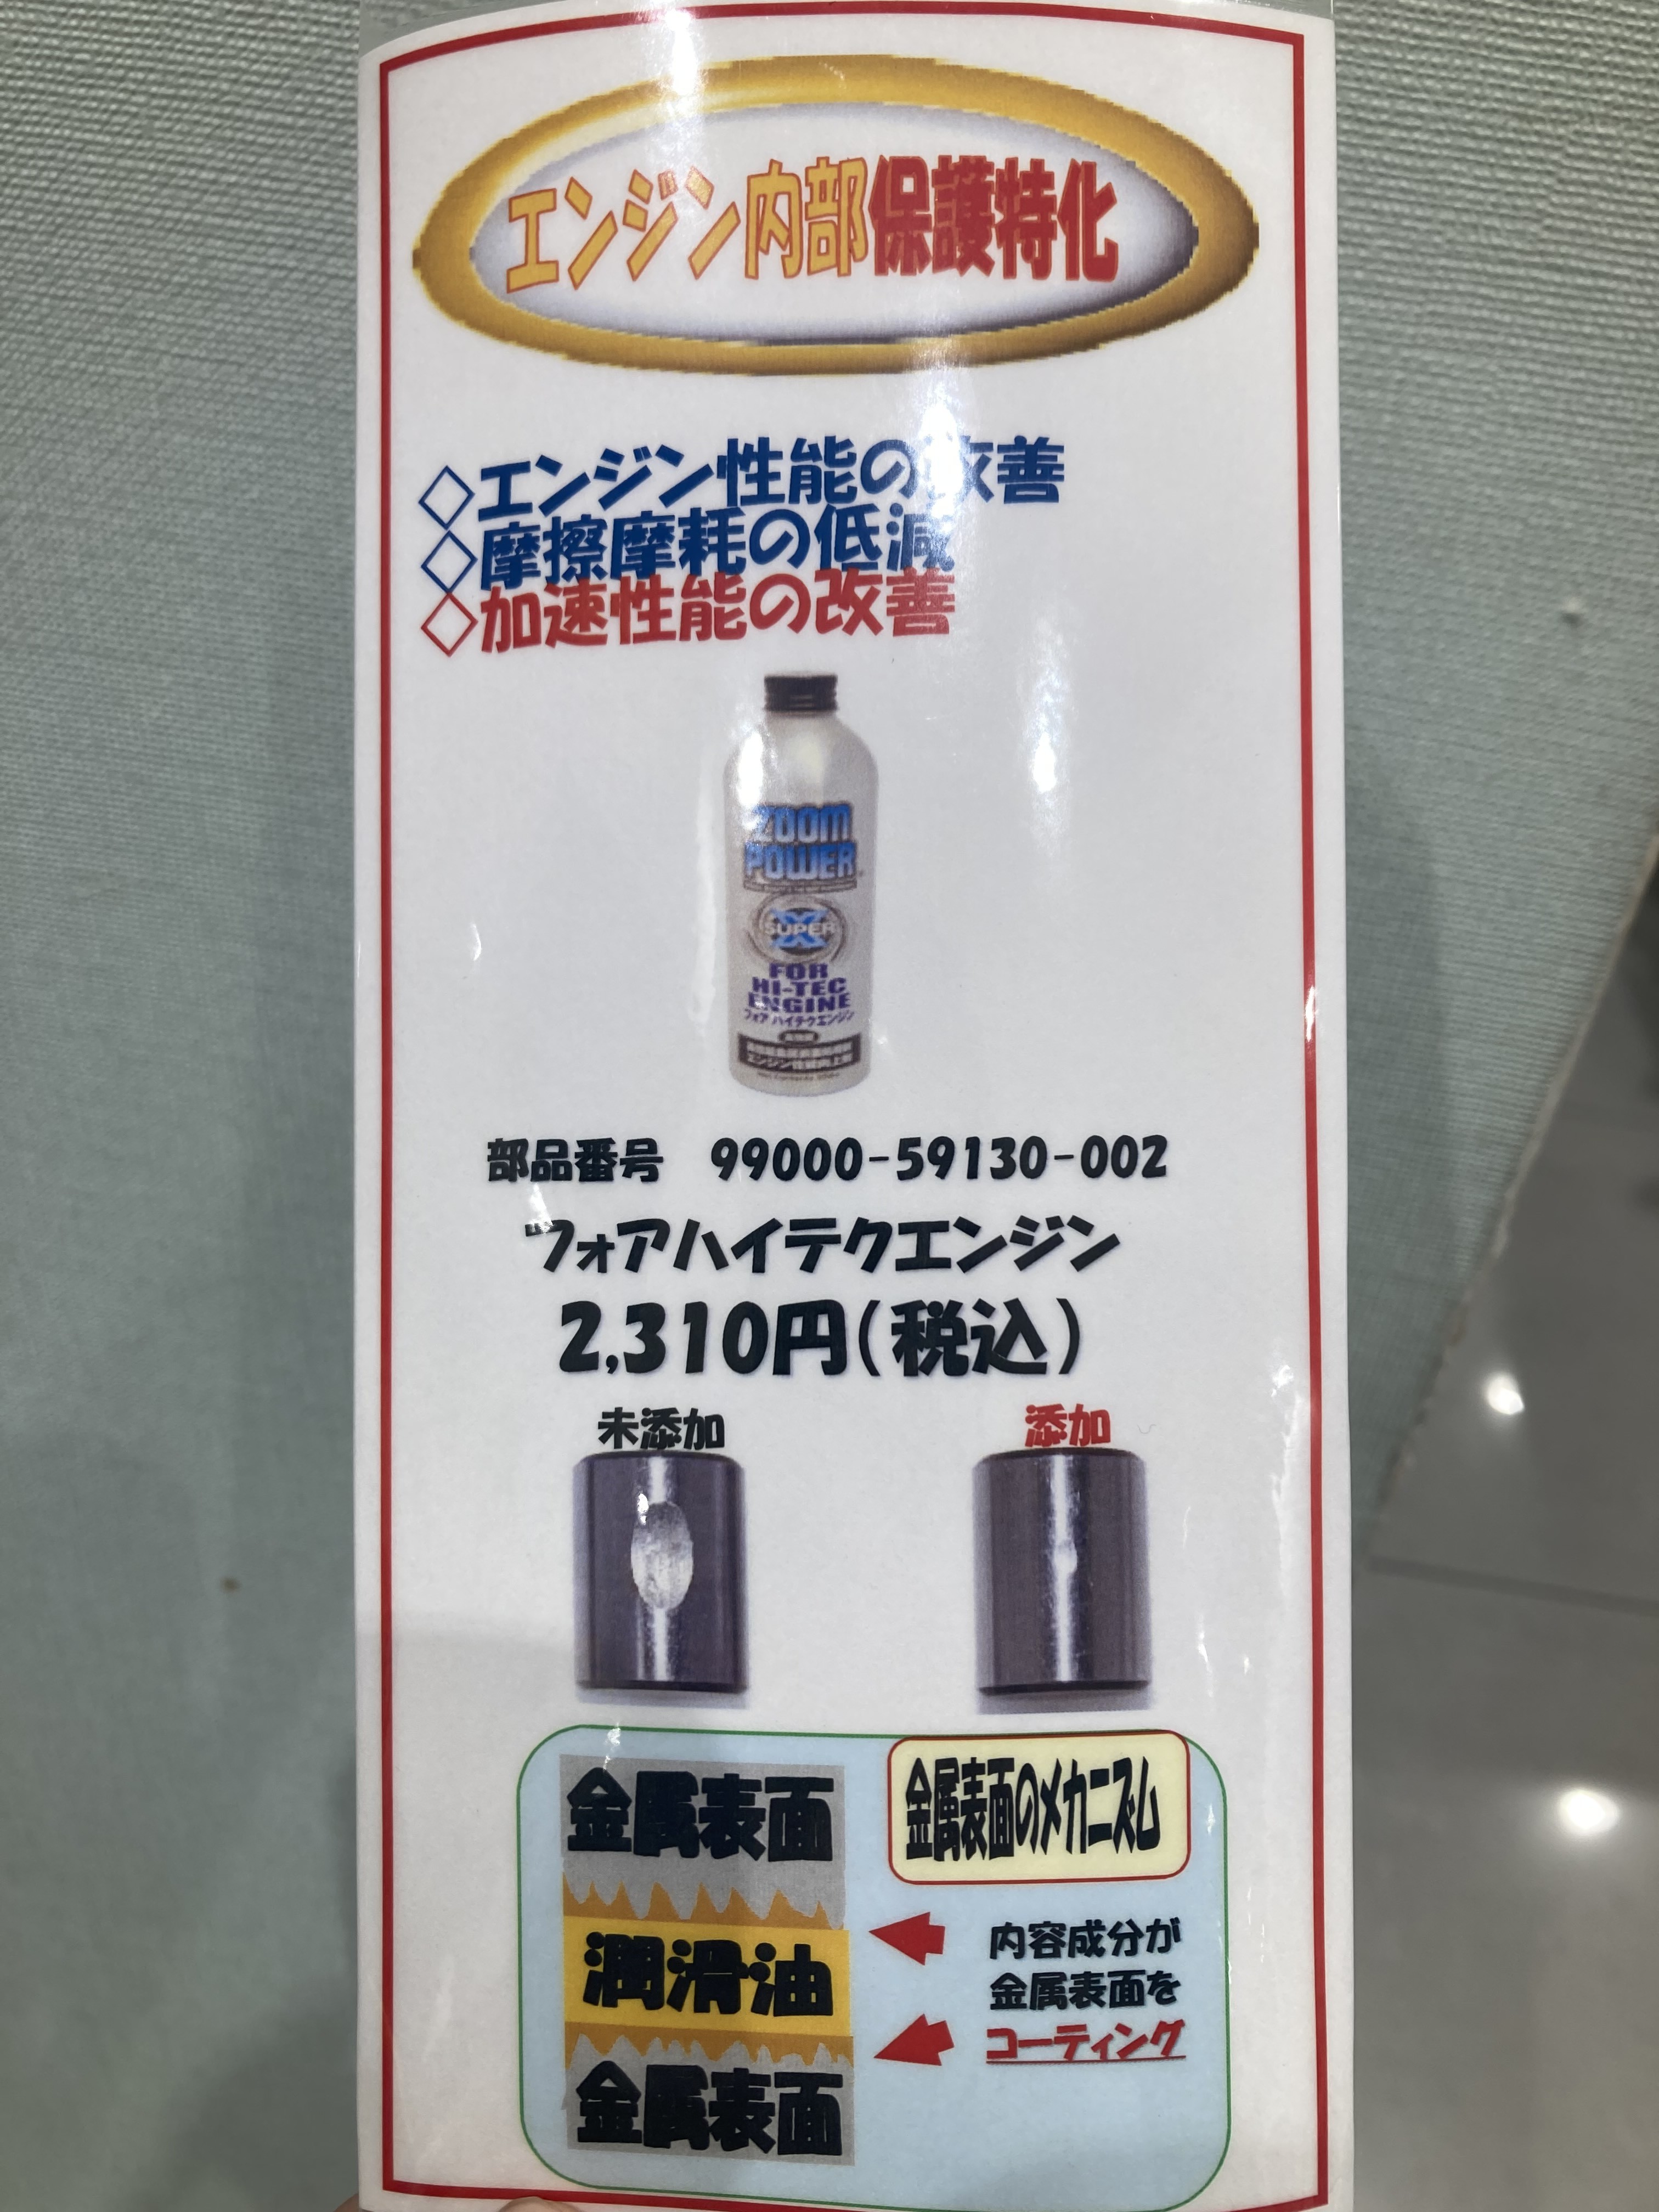 エンジン内部保護特化
◇エンジン性能の改善
◇摩擦摩耗の低減
◇加速性能の改善
ZOOM
POWER
SUPER X
FOR
HI-TEC
ENGINE
フォア ハイテクエンジン
部品番号 99000-59130-002
フォアハイテクエンジン
2,310円(税込)
未添加
添加
金属表面
金属表面のメカニズム
潤滑油
金属表面
内容成分が
金属表面を
コーティング